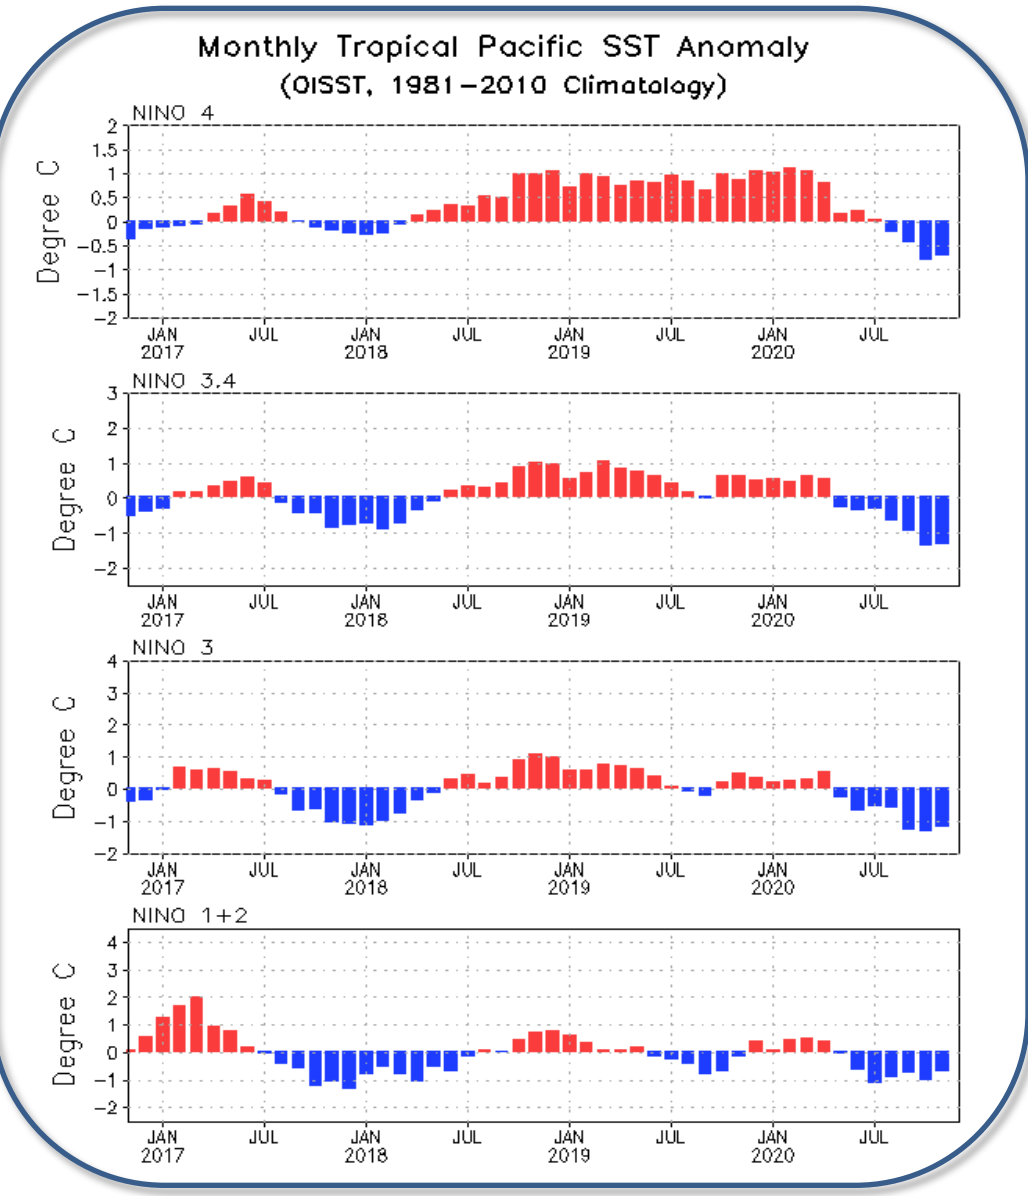 Monthly Tropical Pacific SST Anomaly
(OISST, 1981-2010 Climatology)
NINO 4
Degree C
2
1.5
1
0.5
0
-0.5
-1
-1.5
-2
JAN JUL JAN JUL JAN JUL JAN JUL
2017 2018 2019 2020
NINO 3.4
Degree C
3
2
1
0
-1
-2
JAN JUL JAN JUL JAN JUL JAN JUL
2017 2018 2019 2020
NINO 3
Degree C
4
3
2
1
0
-1
-2
JAN JUL JAN JUL JAN JUL JAN JUL
2017 2018 2019 2020
NINO 1+2
Degree C
4
3
2
1
0
-1
-2
JAN JUL JAN JUL JAN JUL JAN JUL
2017 2018 2019 2020